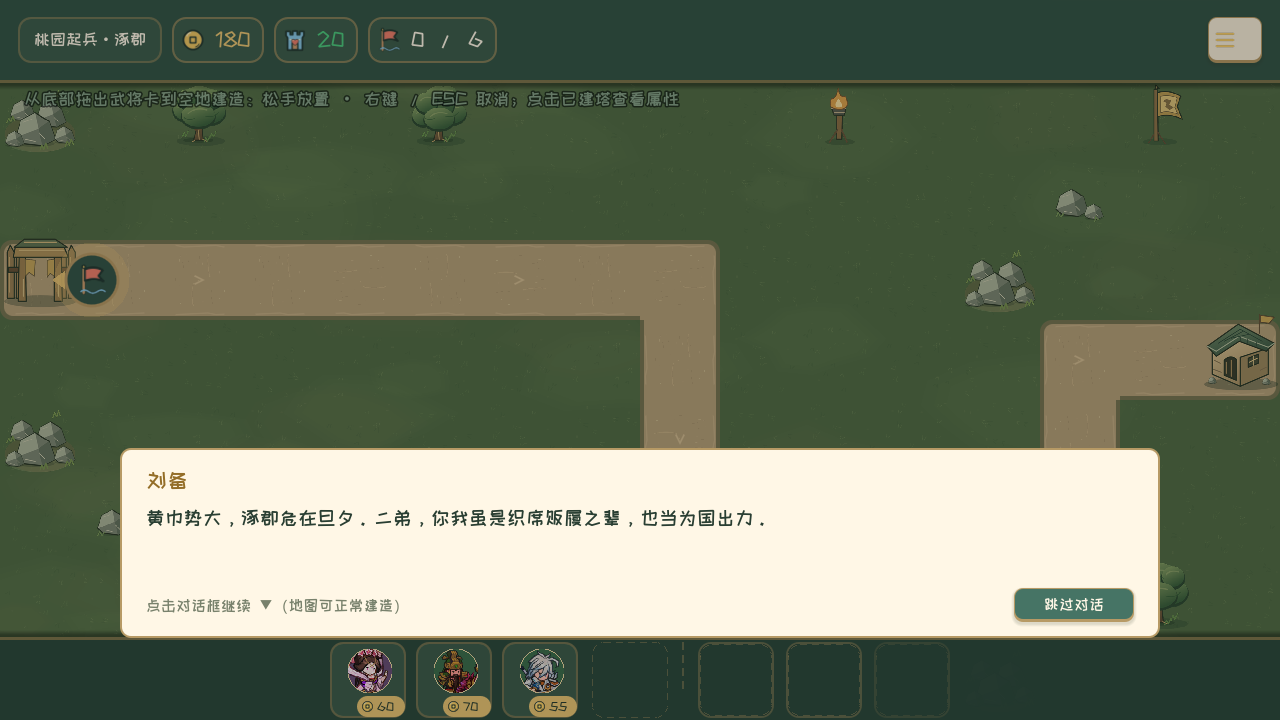 桃园起兵·涿郡
180
20
0 / 6
从底部拖出武将卡到空地建造；松手放置 · 右键 / ESC 取消；点击已建塔查看属性
刘备
黄巾势大，涿郡危在旦夕。二弟，你我虽是织席贩屦之辈，也当为国出力。
点击对话框继续 ▼ (地图可正常建造)
跳过对话
60
70
55